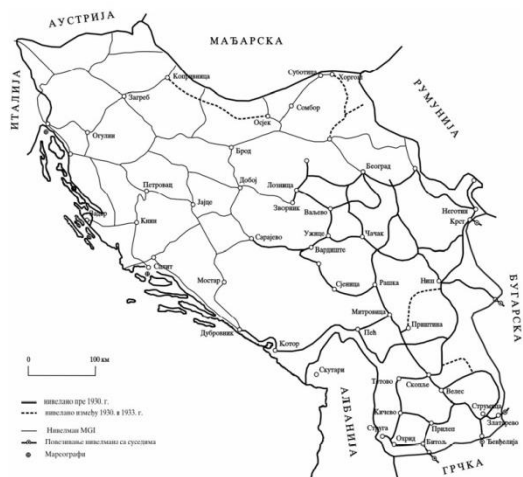 АУСТРИЈА
МАЂАРСКА
ИТАЛИЈА
РУМУНИЈА
Копривница
Суботица
Хоргош
Загреб
Сомбор
Осјек
Огулин
Брод
Београд
Петровац
Добој
Лозница
Јајце
Зворник
Ваљево
Неготин
Крст
Задар
Книн
Ужице
Чачак
Сарајево
Вардиште
БУГАРСКА
Сплит
Мостар
Сјеница
Рашка
Ниш
Митровица
Приштина
Дубровник
Котор
Пећ
0
100 км
Скутари
Тетово
Скопље
Велес
АЛБАНИЈА
Кичево
Струмица
Златарево
Прилеп
Струга
Охрид
Битољ
Ђевђелија
ГРЧКА
нивелано пре 1930. г.
нивелано између 1930. и 1933. г.
Нивелман MGI
Повезивање нивелмана са суседима
Мареографи